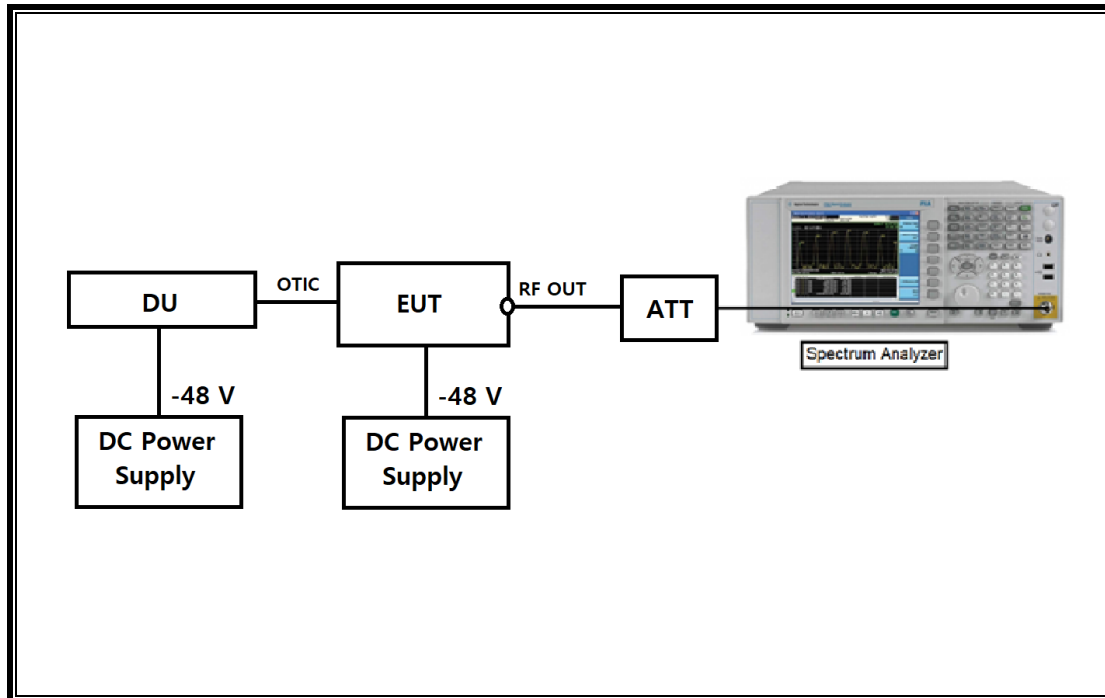 DU
OTIC
EUT
RF OUT
ATT
Spectrum Analyzer
-48 V
-48 V
DC Power
Supply
DC Power
Supply